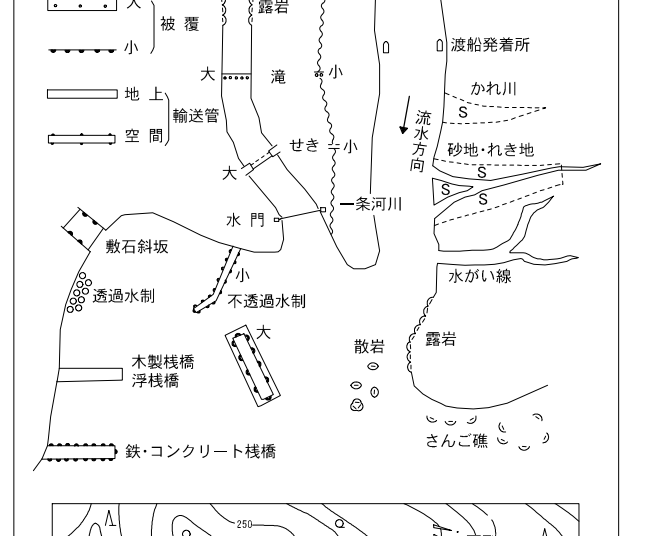 大
被覆
小
地上
輸送管
空間
露岩
大
滝
小
せき
小
大
水門
一条河川
渡船発着所
かれ川
S
流水方向
砂地・れき地
S
S
S
水がい線
敷石斜坂
透過水制
小
不透過水制
大
木製桟橋
浮桟橋
散岩
露岩
さんご礁
鉄・コンクリート桟橋
250